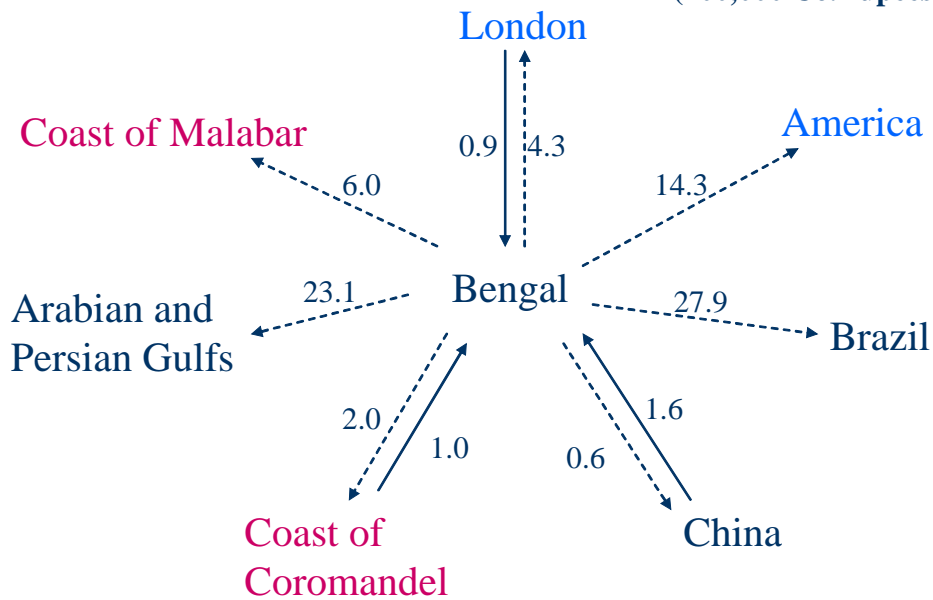 London
Coast of Malabar
America
0.9
4.3
6.0
14.3
Bengal
23.1
27.9
Arabian and
Persian Gulfs
Brazil
2.0
1.0
1.6
0.6
Coast of
Coromandel
China